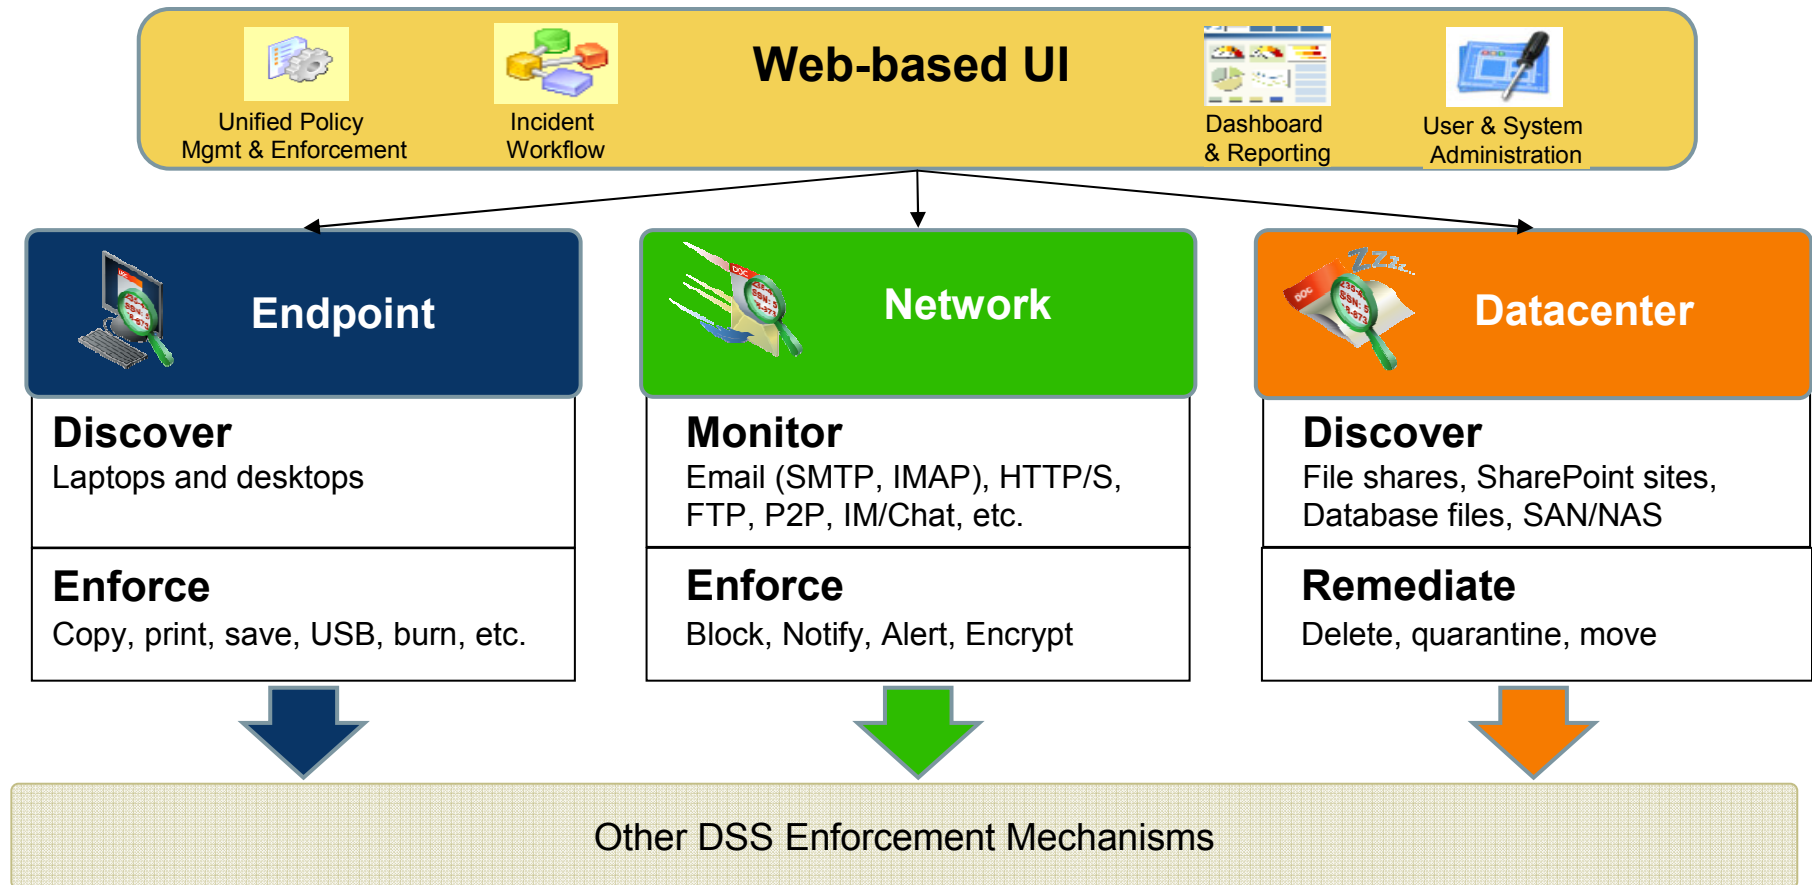 Web-based UI
Unified Policy
Mgmt & Enforcement
Incident
Workflow
Dashboard
& Reporting
User & System
Administration
Endpoint
Discover
Laptops and desktops
Enforce
Copy, print, save, USB, burn, etc.
DOC
Network
Monitor
Email (SMTP, IMAP), HTTP/S,
FTP, P2P, IM/Chat, etc.
Enforce
Block, Notify, Alert, Encrypt
DOC
Datacenter
Discover
File shares, SharePoint sites,
Database files, SAN/NAS
Remediate
Delete, quarantine, move
Other DSS Enforcement Mechanisms